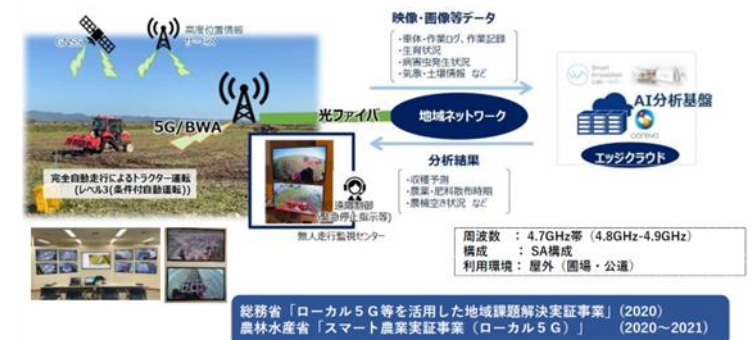 GNSS
高度位置情報
サービス
5G/BWA
光ファイバ
地域ネットワーク
映像・画像等データ
・車体・作業ログ、作業記録
・生育状況
・病害虫発生状況
・気象・土壌情報 など
分析結果
・収穫予測
・農薬・肥料散布時期
・農機空き状況 など
Smart
Innovation
Lab
AI分析基盤
corevo
エッジクラウド
完全自動走行によるトラクター運転
(レベル3(条件付自動運転))
遠隔制御
(緊急停止指示等)
無人走行監視センター
周波数 : 4.7GHz帯(4.8GHz-4.9GHz)
構成 : SA構成
利用環境 : 屋外(圃場・公道)
総務省「ローカル5G等を活用した地域課題解決実証事業」(2020)
農林水産省「スマート農業実証事業(ローカル5G)」 (2020~2021)